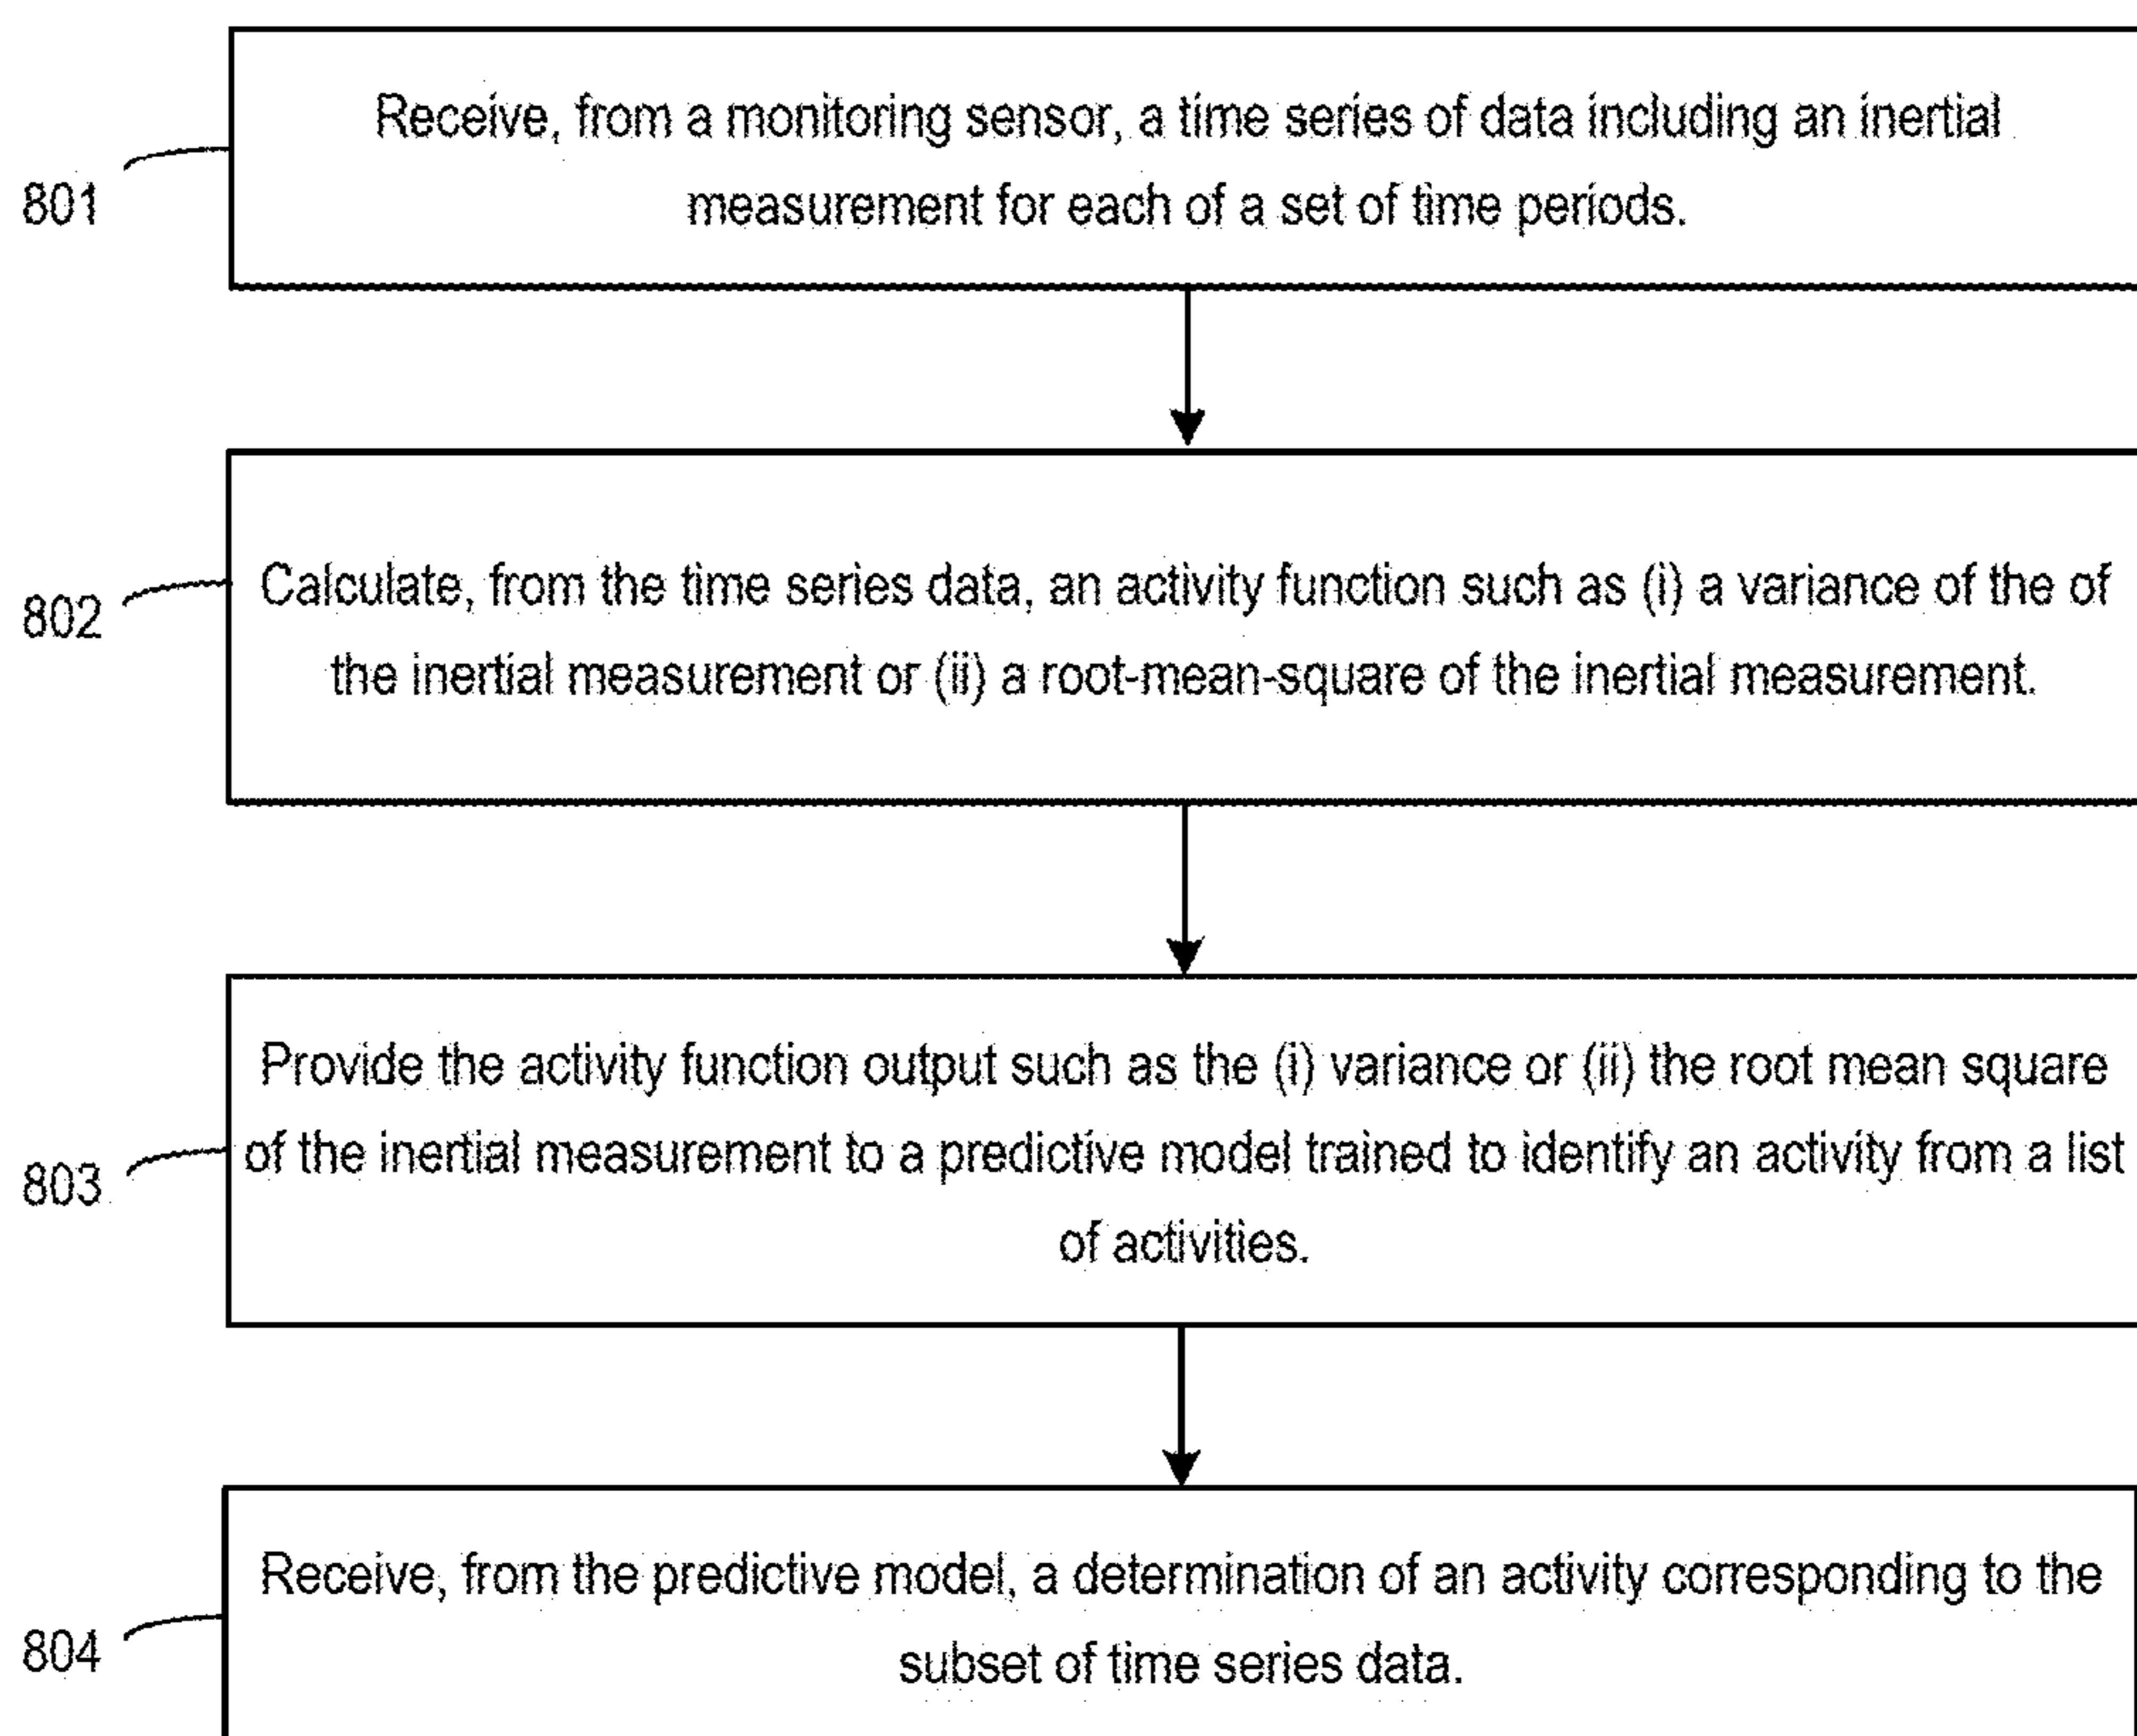 Receive, from a monitoring sensor, a time series of data including an inertial
measurement for each of a set of time periods.
801
Calculate, from the time series data, an activity function such as (i) a variance of the of
the inertial measurement or (ii) a root-mean-square of the inertial measurement.
802
Provide the activity function output such as the (i) variance or (ii) the root mean square
of the inertial measurement to a predictive model trained to identify an activity from a list
of activities.
803
Receive, from the predictive model, a determination of an activity corresponding to the
subset of time series data.
804